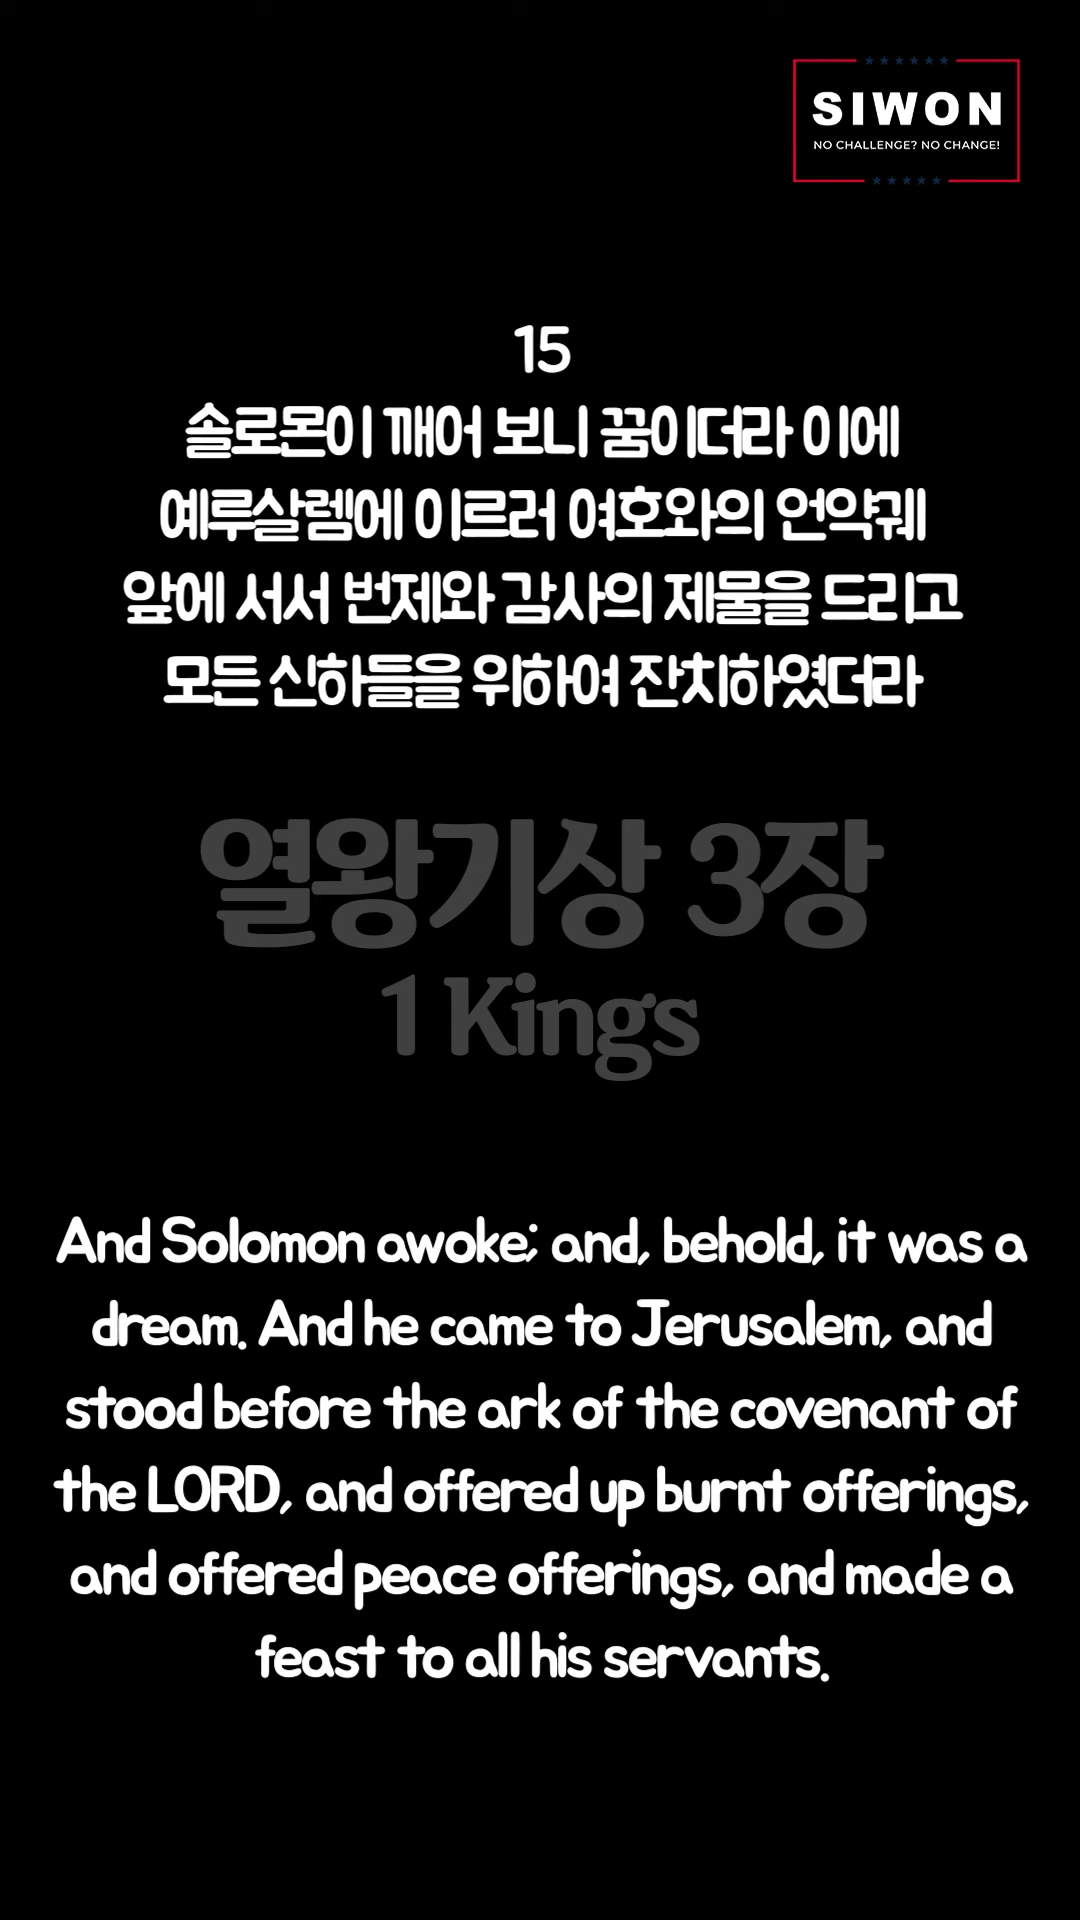 SIWON
NO CHALLENGE? NO CHANGE!
15
솔로몬이 깨어 보니 꿈이더라 이에
예루살렘에 이르러 여호와의 언약궤
앞에 서서 번제와 감사의 제물을 드리고
모든 신하들을 위하여 잔치하였더라
열왕기상 3장
1 Kings
And Solomon awoke; and, behold, it was a
dream. And he came to Jerusalem, and
stood before the ark of the covenant of
the LORD, and offered up burnt offerings,
and offered peace offerings, and made a
feast to all his servants.